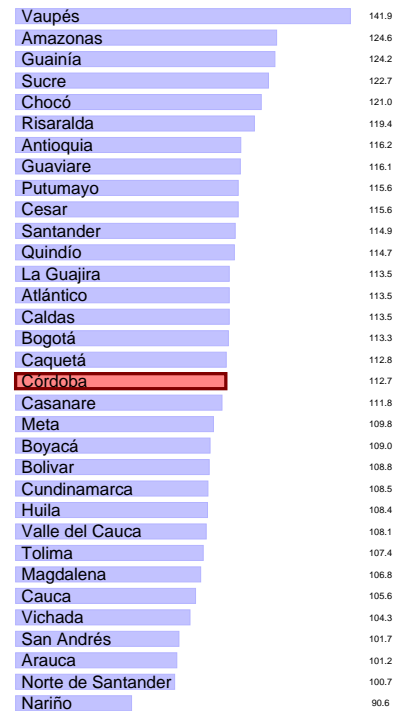 Vaupés 141.9
Amazonas 124.6
Guainía 124.2
Sucre 122.7
Chocó 121.0
Risaralda 119.4
Antioquia 116.2
Guaviare 116.1
Putumayo 115.6
Cesar 115.6
Santander 114.9
Quindío 114.7
La Guajira 113.5
Atlántico 113.5
Caldas 113.5
Bogotá 113.3
Caquetá 112.8
Córdoba 112.7
Casanare 111.8
Meta 109.8
Boyacá 109.0
Bolivar 108.8
Cundinamarca 108.5
Huila 108.4
Valle del Cauca 108.1
Tolima 107.4
Magdalena 106.8
Cauca 105.6
Vichada 104.3
San Andrés 101.7
Arauca 101.2
Norte de Santander 100.7
Nariño 90.6